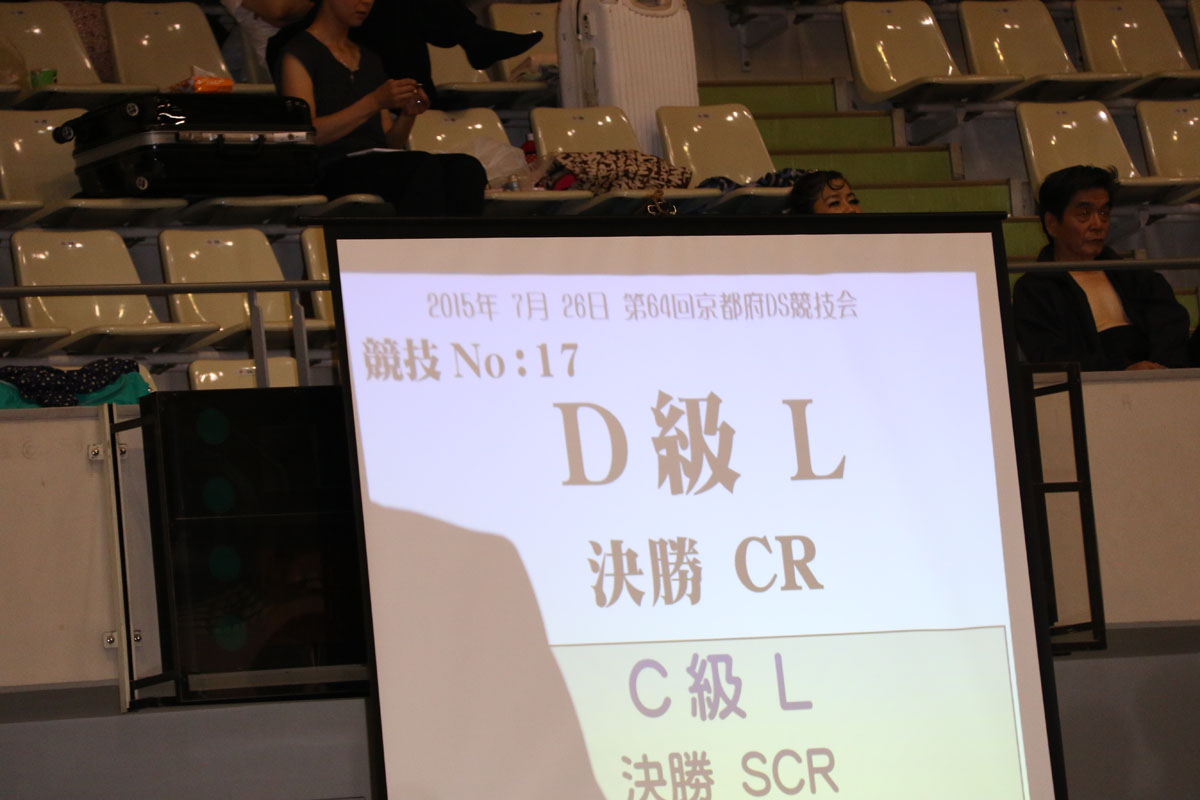 2015年 7月 26日 第64回京都府DS競技会
競技 No:17
D級 L
決勝 CR
C級 L
決勝 SCR